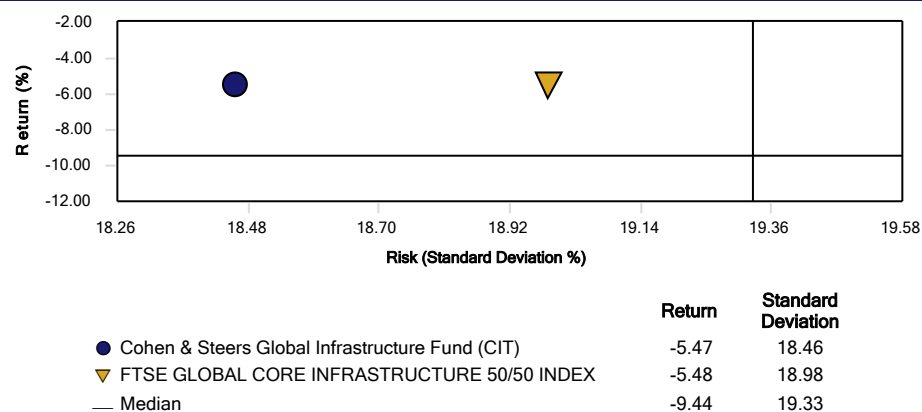 -2.00
-4.00
-6.00
-8.00
-10.00
-12.00
Return (%)
18.26 18.48 18.70 18.92 19.14 19.36 19.58
Risk (Standard Deviation %)
Return Standard Deviation
Cohen & Steers Global Infrastructure Fund (CIT) -5.47 18.46
FTSE GLOBAL CORE INFRASTRUCTURE 50/50 INDEX -5.48 18.98
Median -9.44 19.33